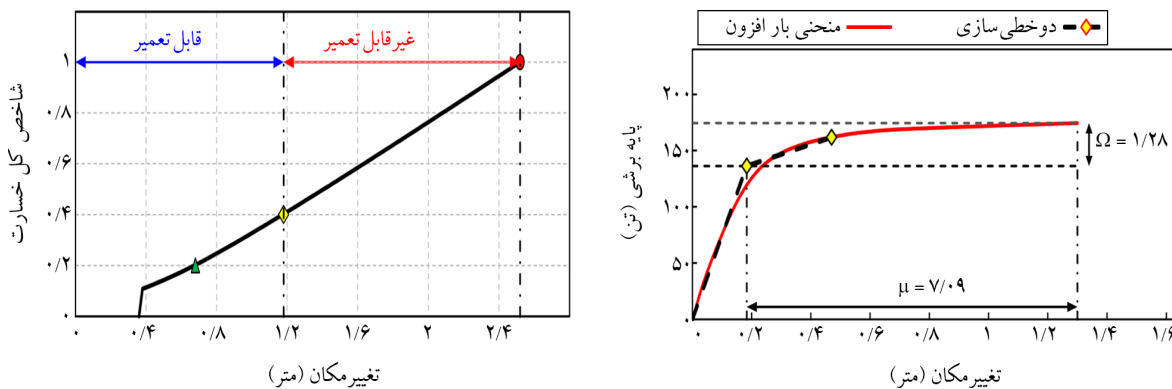 غیرقابل تعمیر
قابل تعمیر
۱
۰/۸
۰/۶
۰/۴
۰/۲
۰
شاخص کل خسارت
۰ ۰/۴ ۰/۸ ۱/۲ ۱/۶ ۲ ۲/۴
تغییرمکان (متر)
منحنی بار افزون
دوخطی‌سازی
۲۰۰
۱۵۰
۱۰۰
۵۰
۰
پایه برشی (تن)
Ω = ۱/۲۸
μ = ۷/۰۹
۰ ۰/۲ ۰/۴ ۰/۶ ۰/۸ ۱ ۱/۲ ۱/۴ ۱/۶
تغییرمکان (متر)